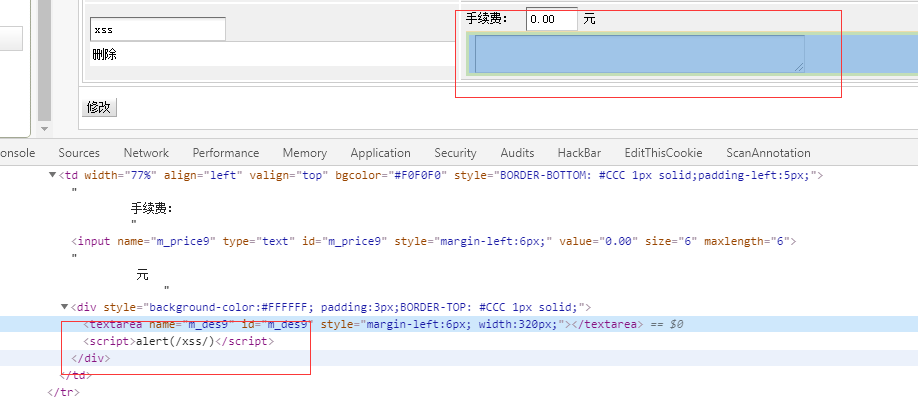 手续费： 0.00 元
xss
删除
修改
onsole Sources Network Performance Memory Application Security Audits HackBar EditThisCookie ScanAnnotation
▼<td width="77%" align="left" valign="top" bgcolor="#F0F0F0" style="BORDER-BOTTOM: #CCC 1px solid;padding-left:5px;">
"
手续费：
"
<input name="m_price9" type="text" id="m_price9" style="margin-left:6px;" value="0.00" size="6" maxlength="6">
"
元
"
▼<div style="background-color:#FFFFFF; padding:3px;BORDER-TOP: #CCC 1px solid;">
<textarea name="m_des9" id="m_des9" style="margin-left:6px; width:320px;"></textarea> == $0
<script>alert(/xss/)</script>
</div>
</td>
</tr>